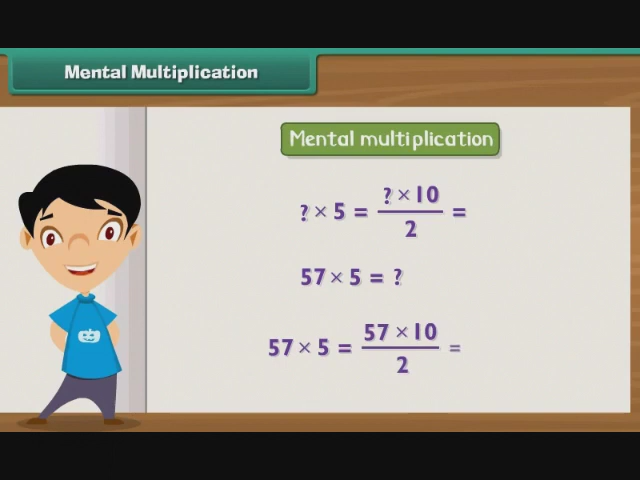 Mental Multiplication
Mental multiplication
? × 5 = ? × 10 / 2 =
57 × 5 = ?
57 × 5 = 57 × 10 / 2 =